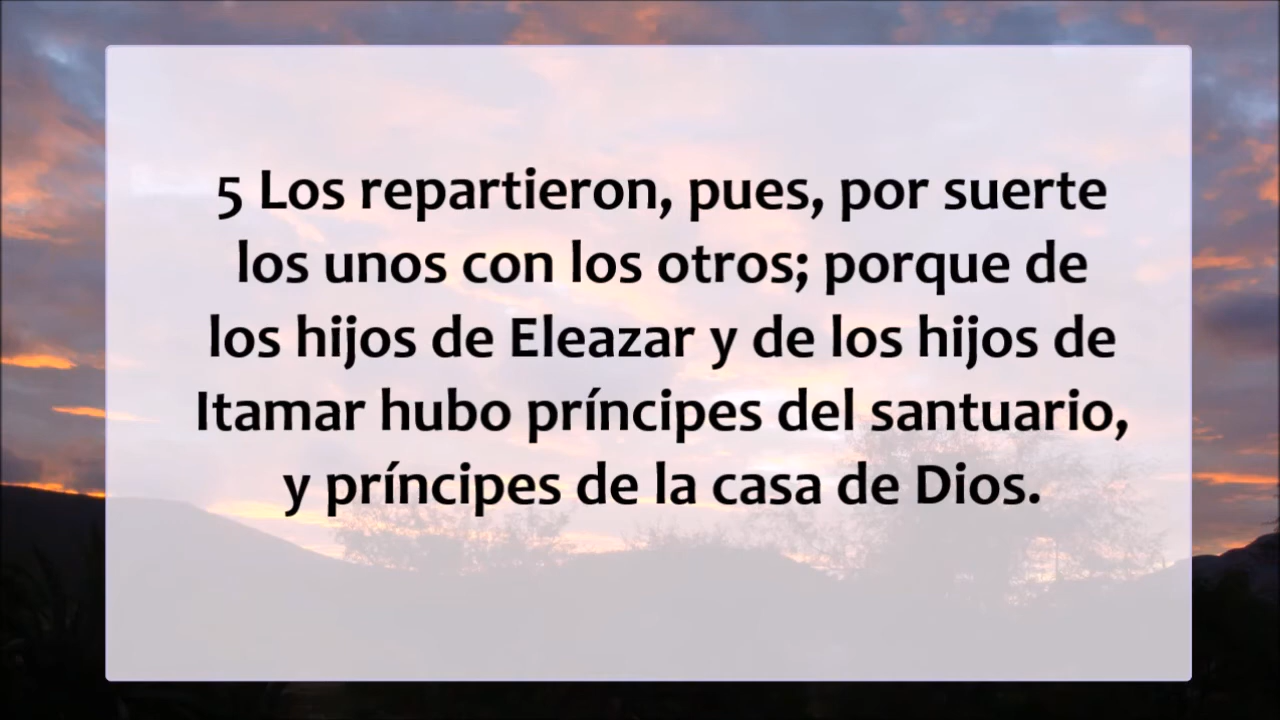 5 Los repartieron, pues, por suerte
los unos con los otros; porque de
los hijos de Eleazar y de los hijos de
Itamar hubo príncipes del santuario,
y príncipes de la casa de Dios.